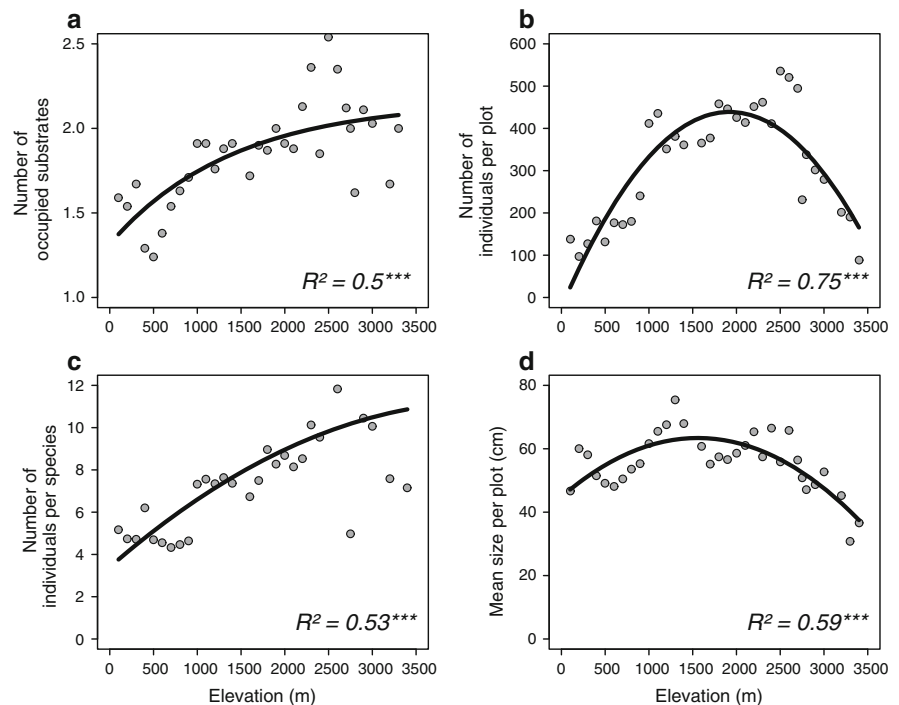 a
Number of
occupied substrates
2.5
2.0
1.5
1.0
R² = 0.5***
0 500 1000 1500 2000 2500 3000 3500
b
Number of
individuals per plot
600
500
400
300
200
100
0
R² = 0.75***
0 500 1000 1500 2000 2500 3000 3500
c
Number of
individuals per species
12
10
8
6
4
2
0
R² = 0.53***
0 500 1000 1500 2000 2500 3000 3500
Elevation (m)
d
Mean size per plot (cm)
80
60
40
20
0
R² = 0.59***
0 500 1000 1500 2000 2500 3000 3500
Elevation (m)